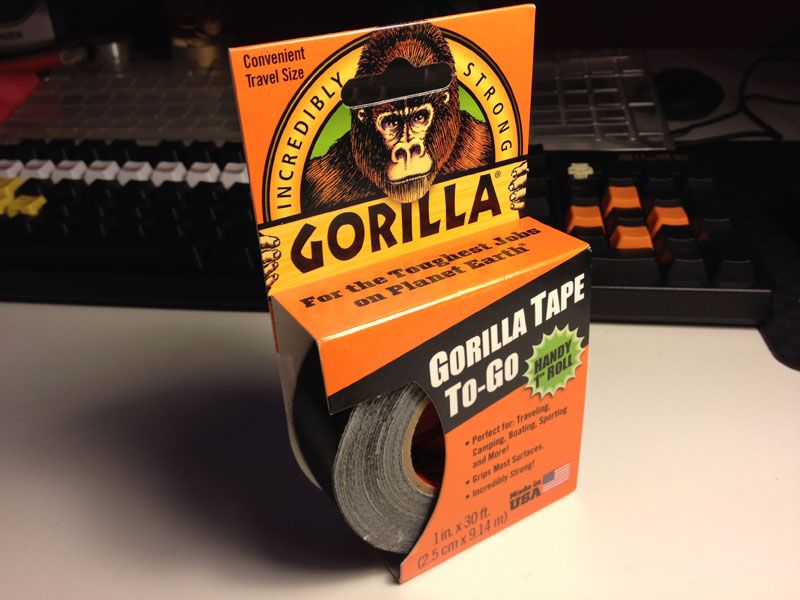 Convenient
Travel Size
INCREDIBLY STRONG
GORILLA®
For the Toughest Jobs
on Planet Earth®
GORILLA TAPE
TO-GO
HANDY
1" ROLL
• Perfect for: Traveling,
Camping, Boating, Sporting
and More!
• Grips Most Surfaces.
• Incredibly Strong!
Made in
USA
1 in. x 30 ft.
(2.5 cm x 9.14 m)